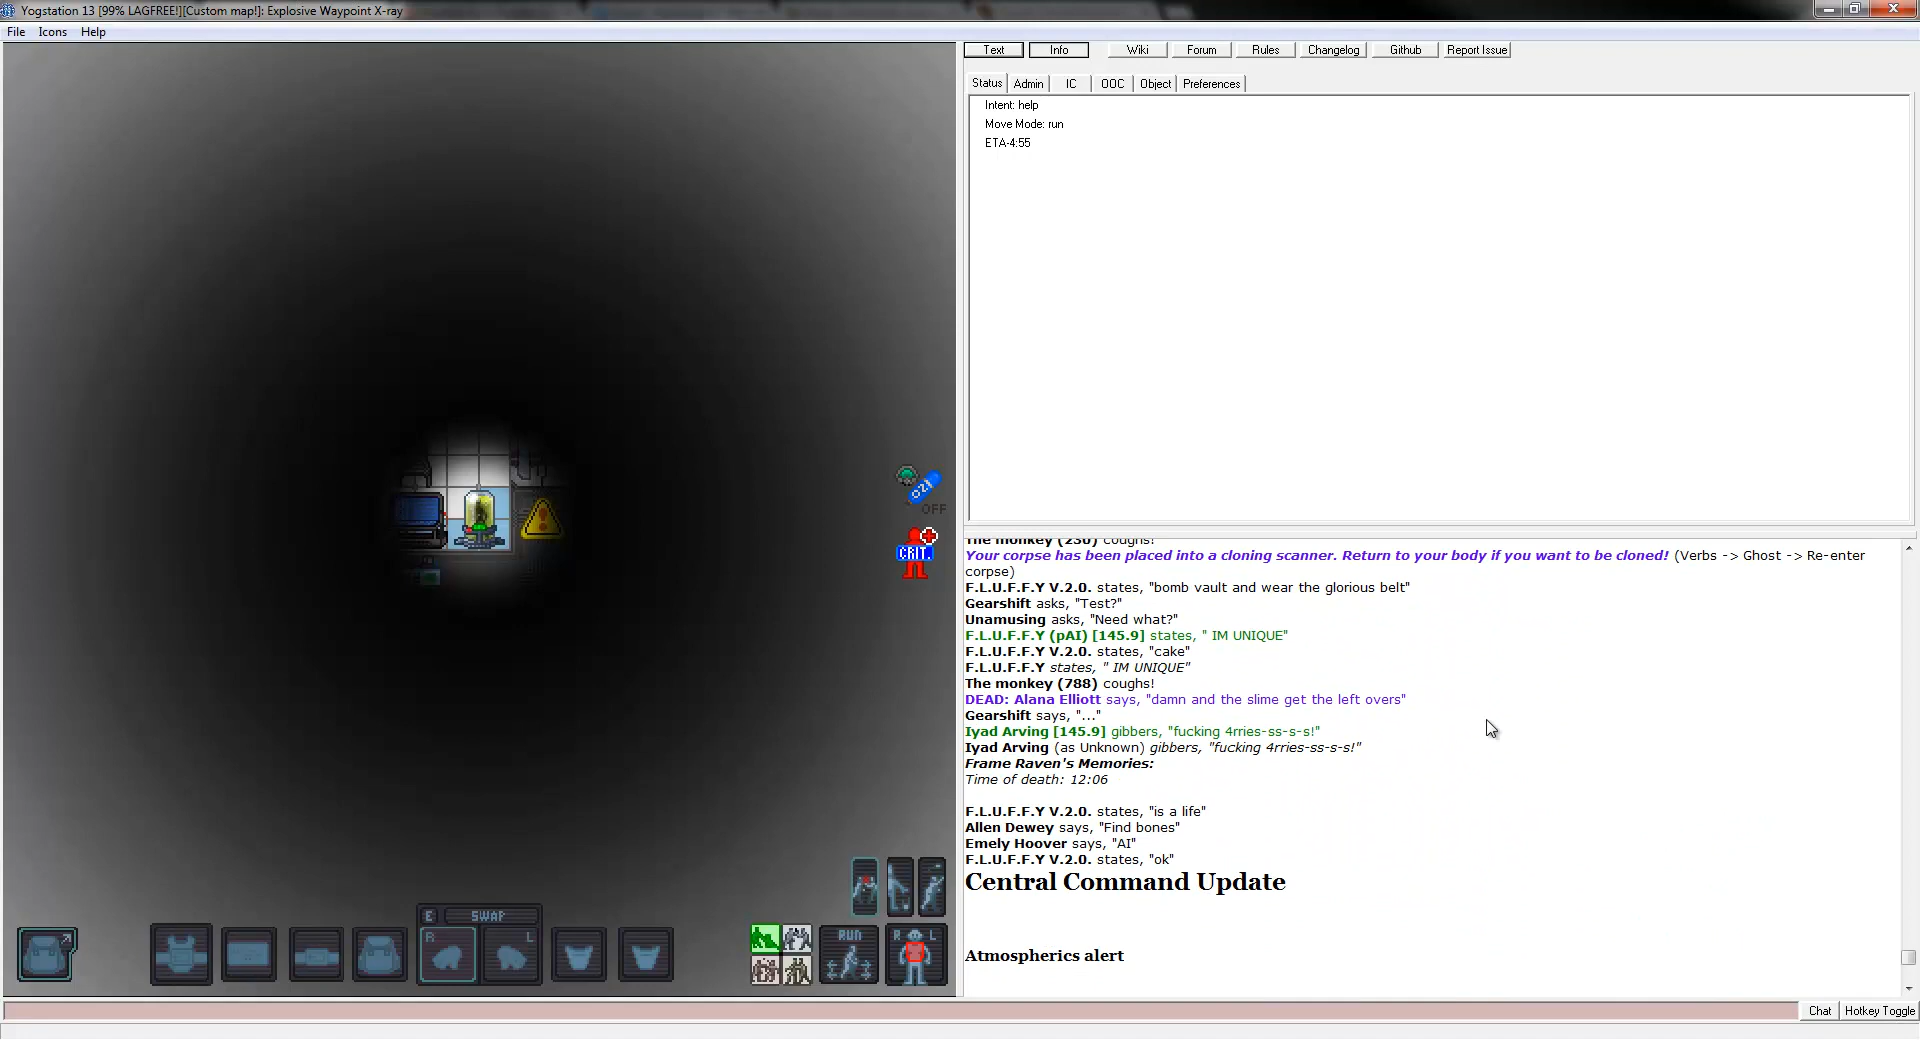 Yogstation 13 [99% LAGFREE!][Custom map!]: Explosive Waypoint X-ray
File Icons Help
Text Info Wiki Forum Rules Changelog Github Report Issue
Status Admin IC OOC Object Preferences
Intent: help
Move Mode: run
ETA-4:55
O2
OFF
CRIT.
The monkey (230) coughs!
Your corpse has been placed into a cloning scanner. Return to your body if you want to be cloned! (Verbs -> Ghost -> Re-enter
corpse)
F.L.U.F.F.Y V.2.0. states, "bomb vault and wear the glorious belt"
Gearshift asks, "Test?"
Unamusing asks, "Need what?"
F.L.U.F.F.Y (pAI) [145.9] states, " IM UNIQUE"
F.L.U.F.F.Y V.2.0. states, "cake"
F.L.U.F.F.Y states, " IM UNIQUE"
The monkey (788) coughs!
DEAD: Alana Elliott says, "damn and the slime get the left overs"
Gearshift says, "..."
Iyad Arving [145.9] gibbers, "fucking 4rries-ss-s-s!"
Iyad Arving (as Unknown) gibbers, "fucking 4rries-ss-s-s!"
Frame Raven's Memories:
Time of death: 12:06
F.L.U.F.F.Y V.2.0. states, "is a life"
Allen Dewey says, "Find bones"
Emely Hoover says, "AI"
F.L.U.F.F.Y V.2.0. states, "ok"
Central Command Update
Atmospherics alert
E SWAP
R L
RUN
R L
Chat Hotkey Toggle